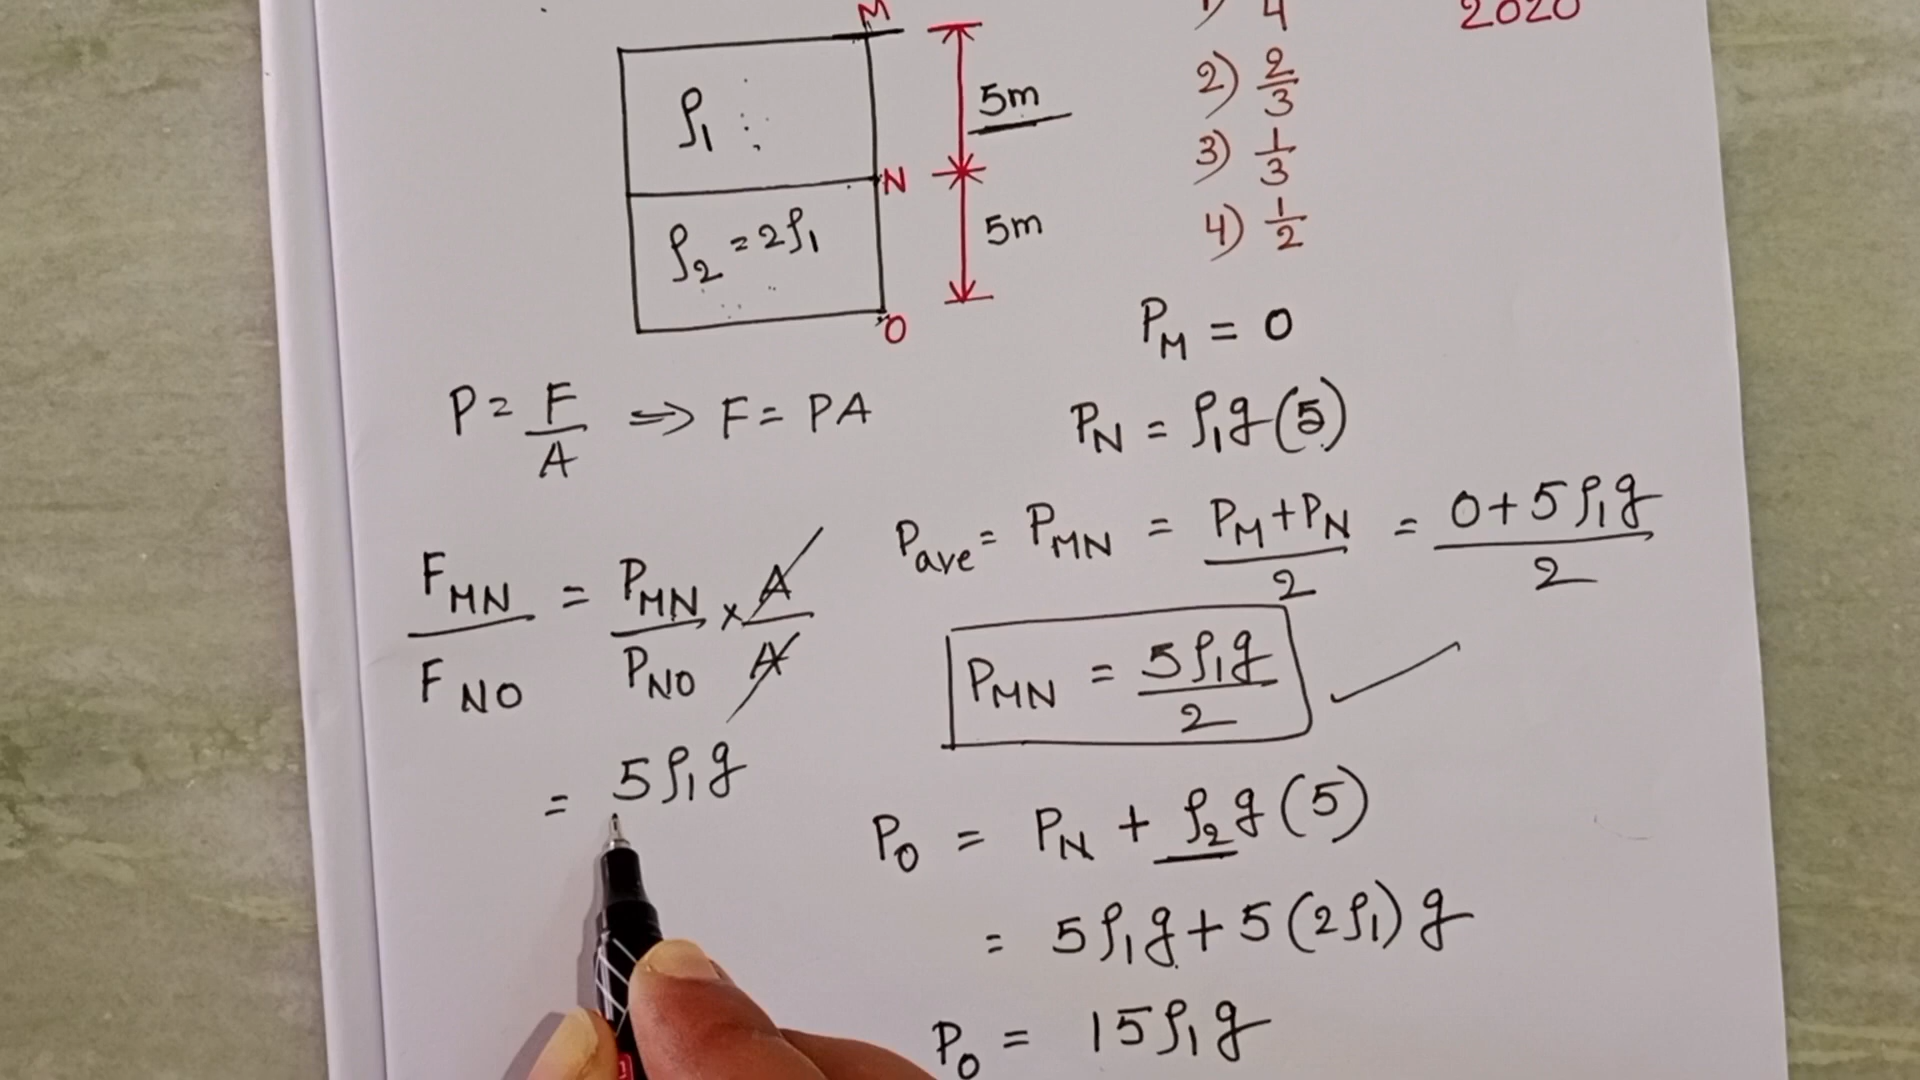 M
1) 4
2020
ρ₁
5m
2) 2/3
3) 1/3
N
ρ₂ = 2ρ₁
5m
4) 1/2
O
P_M = 0
P = F/A ⇒ F = PA
P_N = ρ₁g(5)
P_ave = P_MN = (P_M + P_N)/2 = (0 + 5ρ₁g)/2
F_MN/F_NO = P_MN/P_NO × A/A
P_MN = 5ρ₁g/2
= 5ρ₁g
P_O = P_N + ρ₂g(5)
= 5ρ₁g + 5(2ρ₁)g
P_O = 15ρ₁g